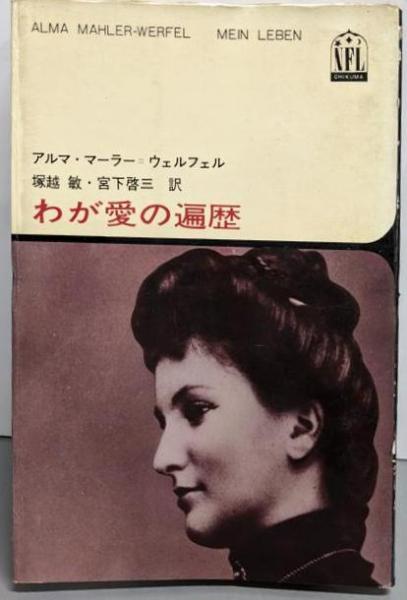 ALMA MAHLER-WERFEL MEIN LEBEN
NFL
CHIKUMA
アルマ・マーラー＝ウェルフェル
塚越 敏・宮下啓三 訳
わが愛の遍歴